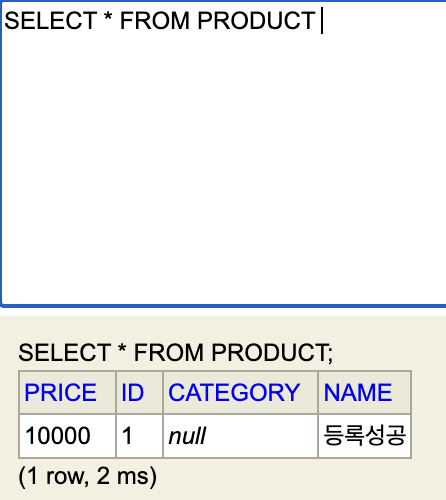 SELECT * FROM PRODUCT
SELECT * FROM PRODUCT;
PRICE ID CATEGORY NAME
10000 1 null 등록성공
(1 row, 2 ms)